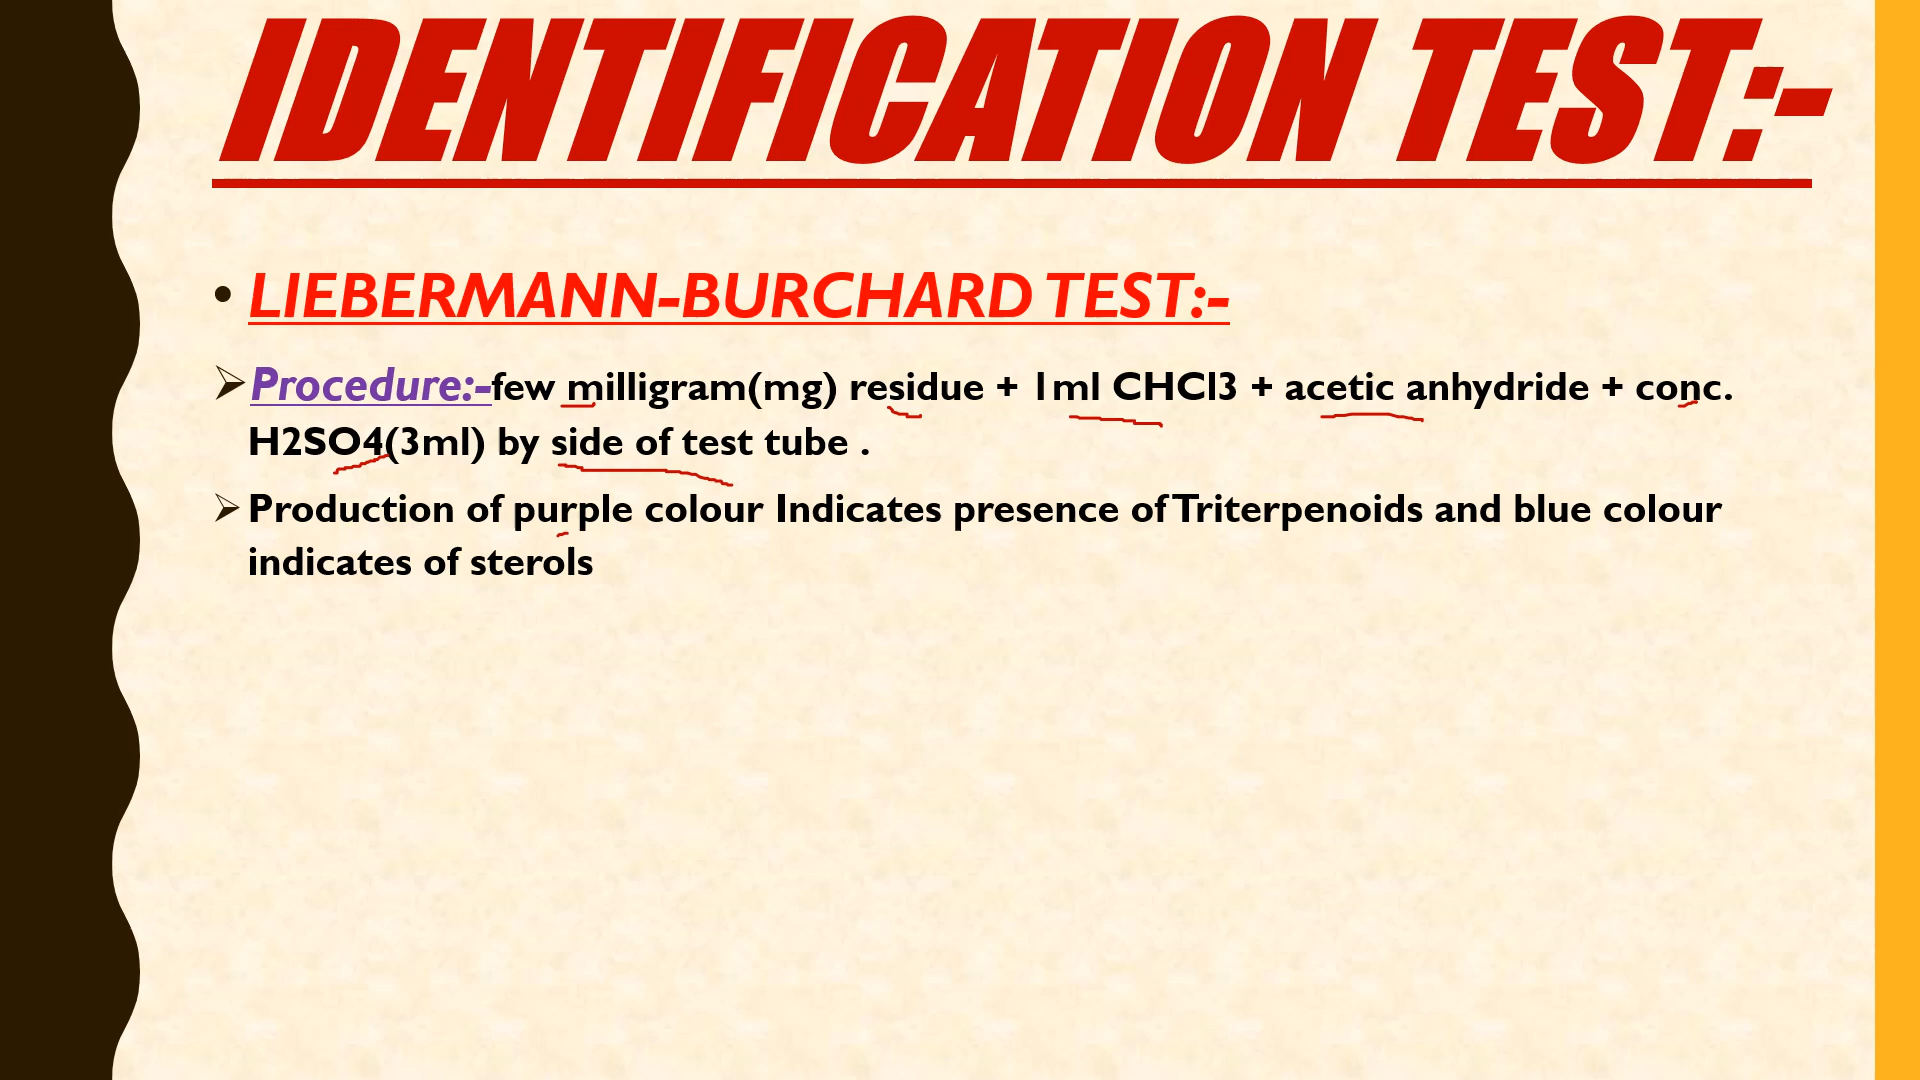 IDENTIFICATION TEST:-
• LIEBERMANN-BURCHARD TEST:-
➢ Procedure:-few milligram(mg) residue + 1ml CHCl3 + acetic anhydride + conc.
H2SO4(3ml) by side of test tube .
➢ Production of purple colour Indicates presence of Triterpenoids and blue colour
indicates of sterols